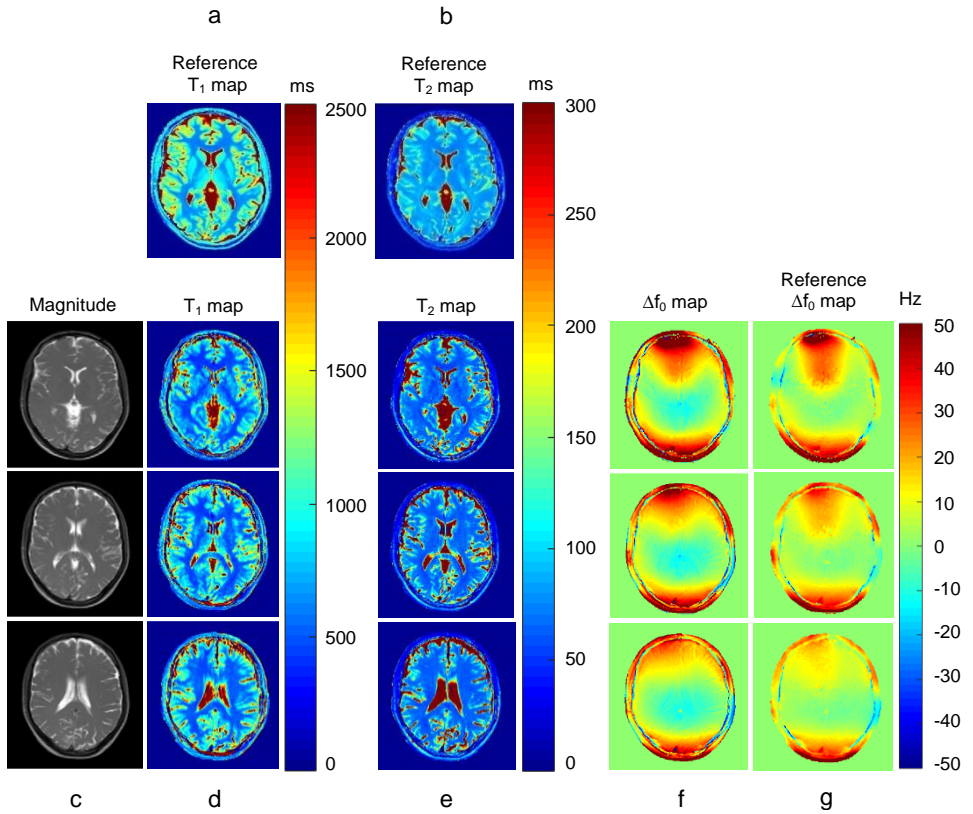 a
b
Reference
T₁ map
ms
Reference
T₂ map
ms
2500
2000
1500
1000
500
0
300
250
200
150
100
50
0
Magnitude
T₁ map
T₂ map
Δf₀ map
Reference
Δf₀ map
Hz
50
40
30
20
10
0
-10
-20
-30
-40
-50
c
d
e
f
g